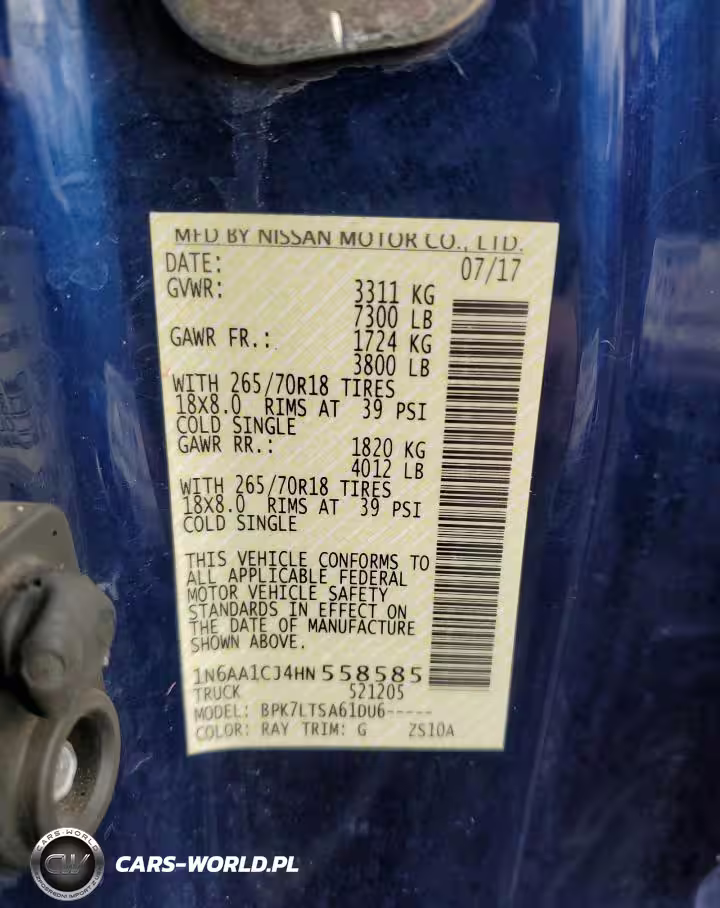 MFD BY NISSAN MOTOR CO., LTD.
DATE: 07/17
GVWR: 3311 KG
7300 LB
GAWR FR.: 1724 KG
3800 LB
WITH 265/70R18 TIRES
18X8.0 RIMS AT 39 PSI
COLD SINGLE
GAWR RR.: 1820 KG
4012 LB
WITH 265/70R18 TIRES
18X8.0 RIMS AT 39 PSI
COLD SINGLE
THIS VEHICLE CONFORMS TO
ALL APPLICABLE FEDERAL
MOTOR VEHICLE SAFETY
STANDARDS IN EFFECT ON
THE DATE OF MANUFACTURE
SHOWN ABOVE.
1N6AA1CJ4HN558585
TRUCK 521205
MODEL: BPK7LTSA61DU6-----
COLOR: RAY TRIM: G ZS10A
CARS-WORLD
CW
CARS-WORLD.PL